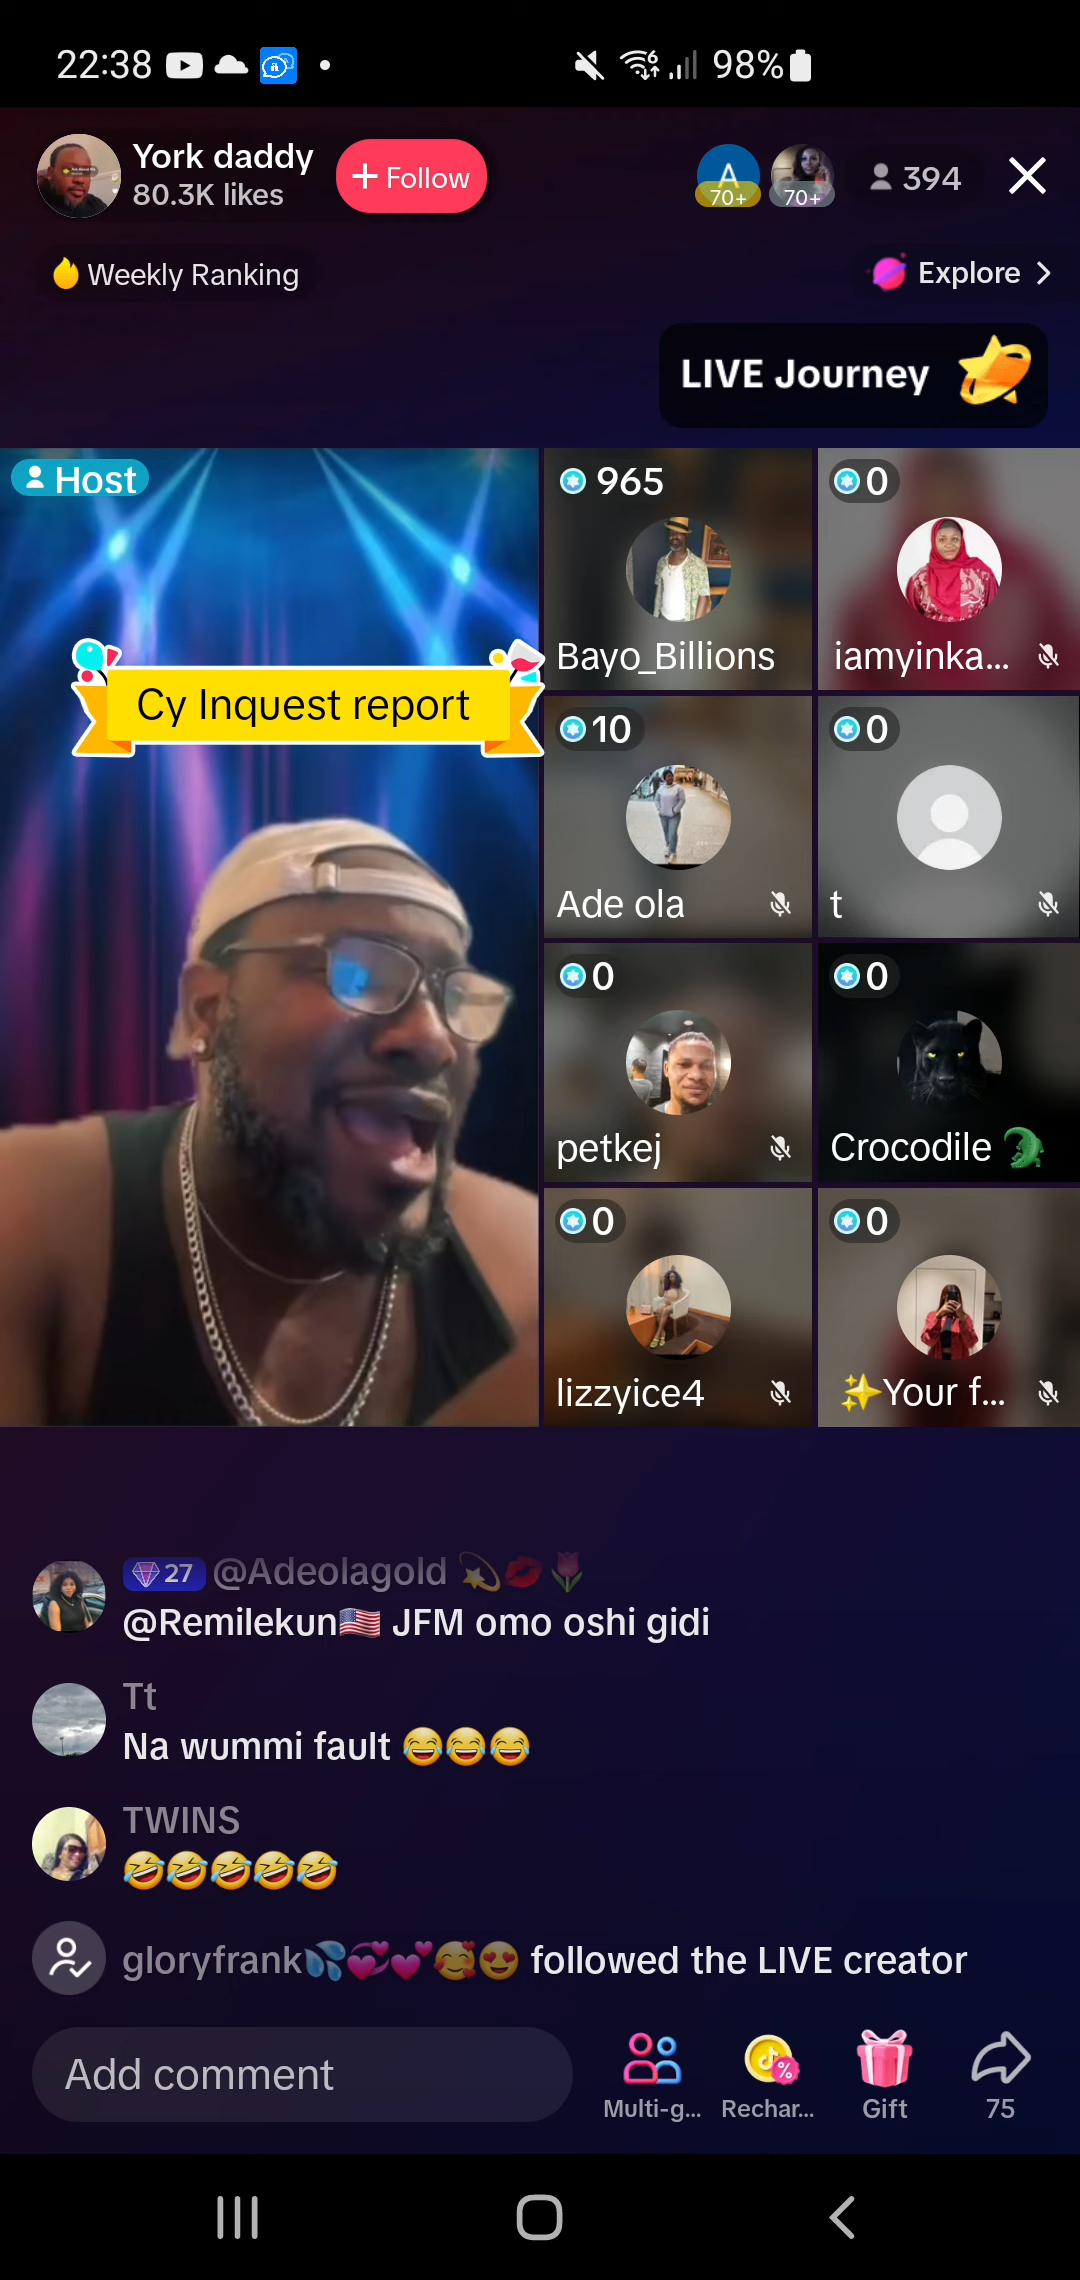 22:38
98%
York daddy
80.3K likes
+ Follow
A
70+
70+
394
Weekly Ranking
Explore >
LIVE Journey
Host
965
0
Cy Inquest report
Bayo_Billions
iamyinka...
10
0
Ade ola
t
0
0
petkej
Crocodile 🐊
0
0
lizzyice4
✨Your f...
27 @Adeolagold 💫💋🌷
@Remilekun🇺🇸 JFM omo oshi gidi
Tt
Na wummi fault 😂😂😂
TWINS
🤣🤣🤣🤣🤣
gloryfrank💦💞💕🥰😍 followed the LIVE creator
Add comment
Multi-g...
Rechar...
Gift
75